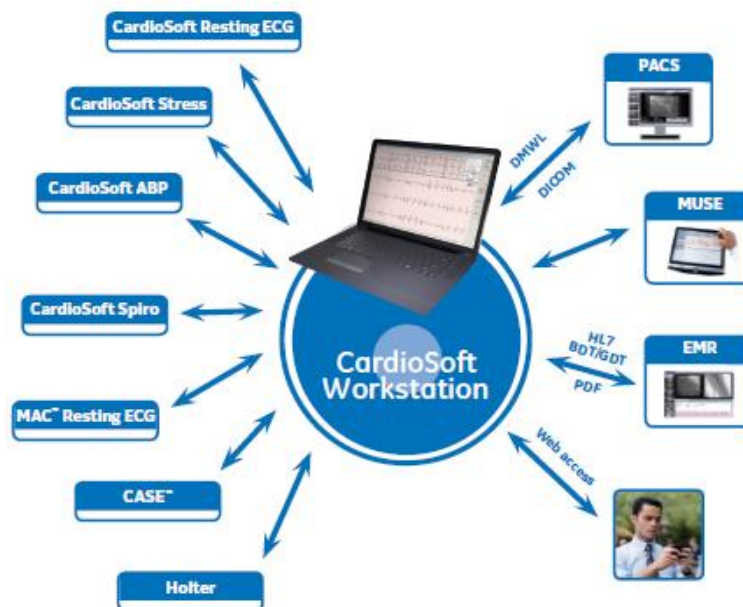 CardioSoft Resting ECG
CardioSoft Stress
CardioSoft ABP
CardioSoft Spiro
MAC™ Resting ECG
CASE™
Holter
CardioSoft
Workstation
DMWL
DICOM
PACS
MUSE
HL7
BDT/GDT
PDF
EMR
Web access